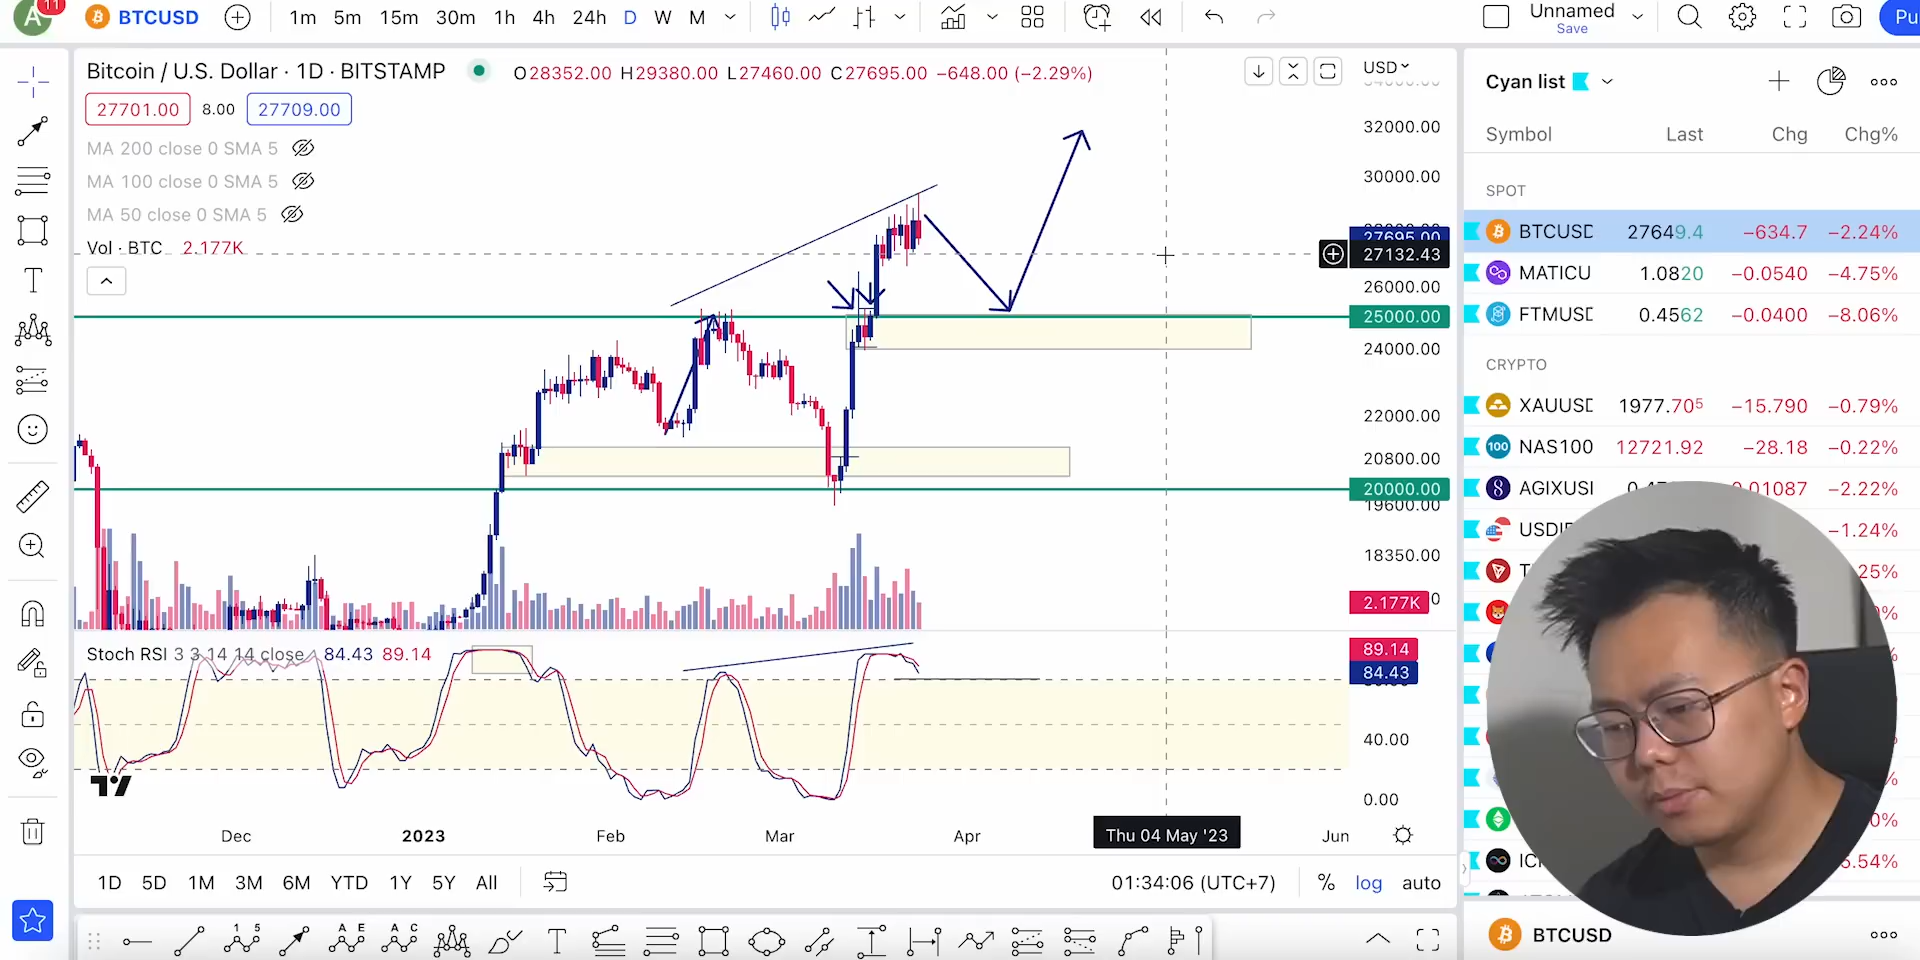 A 11 BTCUSD 1m 5m 15m 30m 1h 4h 24h D W M Unnamed Save Pu
Bitcoin / U.S. Dollar · 1D · BITSTAMP O28352.00 H29380.00 L27460.00 C27695.00 −648.00 (−2.29%)
27701.00 8.00 27709.00
MA 200 close 0 SMA 5
MA 100 close 0 SMA 5
MA 50 close 0 SMA 5
Vol · BTC 2.177K
USD
32000.00
30000.00
27695.00
27132.43
26000.00
25000.00
24000.00
22000.00
20800.00
20000.00
19600.00
18350.00
2.177K
Stoch RSI 3 3 14 14 close 84.43 89.14
89.14
84.43
40.00
0.00
Dec 2023 Feb Mar Apr Thu 04 May '23 Jun
1D 5D 1M 3M 6M YTD 1Y 5Y All 01:34:06 (UTC+7) % log auto
1 5 A E A C T
Cyan list
Symbol Last Chg Chg%
SPOT
BTCUSD 27649.4 −634.7 −2.24%
MATICU 1.0820 −0.0540 −4.75%
FTMUSD 0.4562 −0.0400 −8.06%
CRYPTO
XAUUSD 1977.705 −15.790 −0.79%
NAS100 12721.92 −28.18 −0.22%
AGIXUSI .01087 −2.22%
−1.24%
BTCUSD